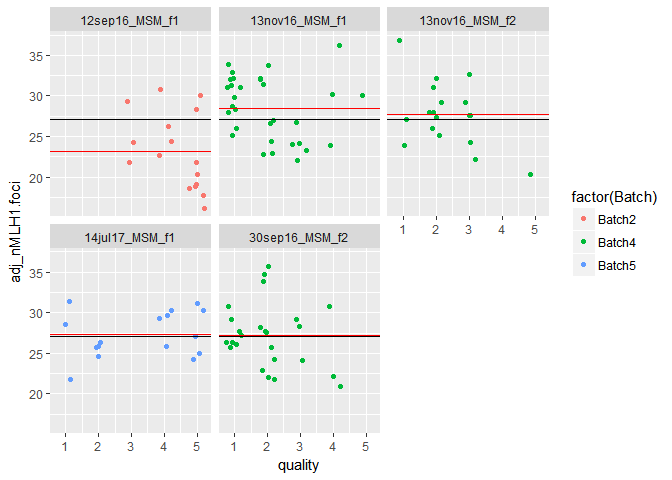 12sep16_MSM_f1 13nov16_MSM_f1 13nov16_MSM_f2
35
30
25
20
1 2 3 4 5
14jul17_MSM_f1 30sep16_MSM_f2
35
30
25
20
1 2 3 4 5 1 2 3 4 5
quality
adj_nMLH1.foci
factor(Batch)
Batch2
Batch4
Batch5